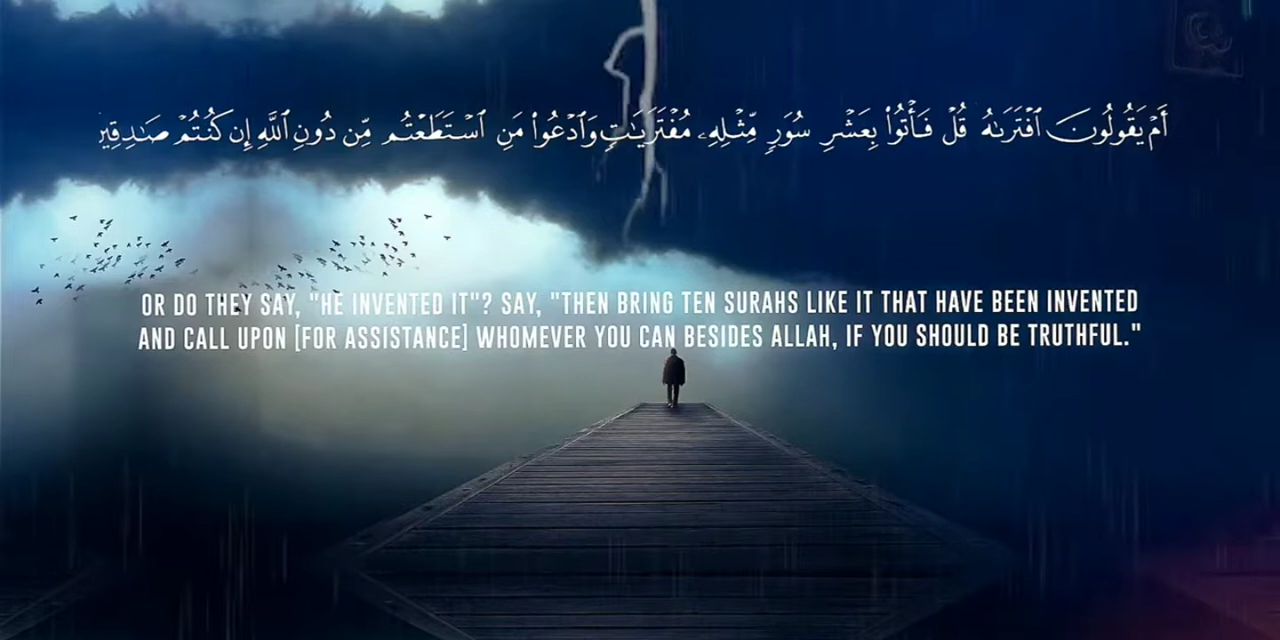 أَمْ يَقُولُونَ ٱفْتَرَىٰهُ قُلْ فَأْتُوا۟ بِعَشْرِ سُوَرٍ مِّثْلِهِۦ مُفْتَرَيَـٰتٍ وَٱدْعُوا۟ مَنِ ٱسْتَطَعْتُم مِّن دُونِ ٱللَّهِ إِن كُنتُمْ صَـٰدِقِيـ
OR DO THEY SAY, "HE INVENTED IT"? SAY, "THEN BRING TEN SURAHS LIKE IT THAT HAVE BEEN INVENTED
AND CALL UPON [FOR ASSISTANCE] WHOMEVER YOU CAN BESIDES ALLAH, IF YOU SHOULD BE TRUTHFUL."